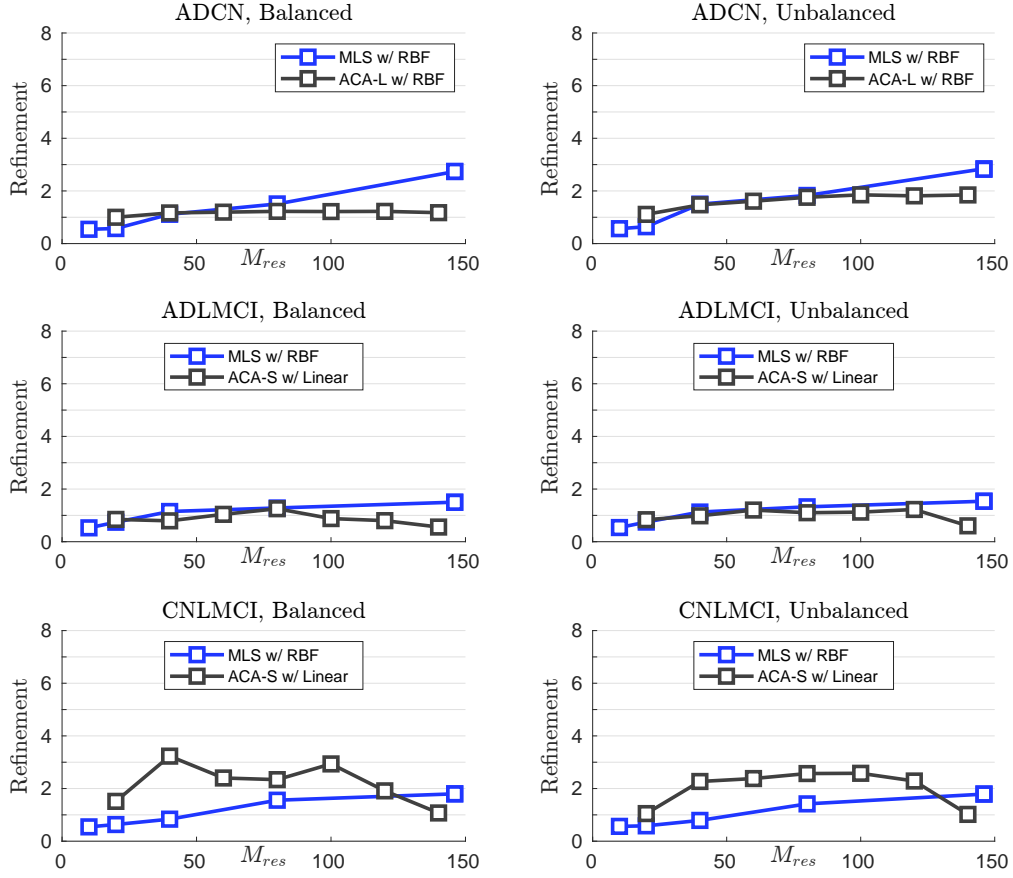 ADCN, Balanced
8
6
4
2
0
Refinement
MLS w/ RBF
ACA-L w/ RBF
0 50 100 150
M_res
ADCN, Unbalanced
8
6
4
2
0
Refinement
MLS w/ RBF
ACA-L w/ RBF
0 50 100 150
M_res
ADLMCI, Balanced
8
6
4
2
0
Refinement
MLS w/ RBF
ACA-S w/ Linear
0 50 100 150
M_res
ADLMCI, Unbalanced
8
6
4
2
0
Refinement
MLS w/ RBF
ACA-S w/ Linear
0 50 100 150
M_res
CNLMCI, Balanced
8
6
4
2
0
Refinement
MLS w/ RBF
ACA-S w/ Linear
0 50 100 150
M_res
CNLMCI, Unbalanced
8
6
4
2
0
Refinement
MLS w/ RBF
ACA-S w/ Linear
0 50 100 150
M_res